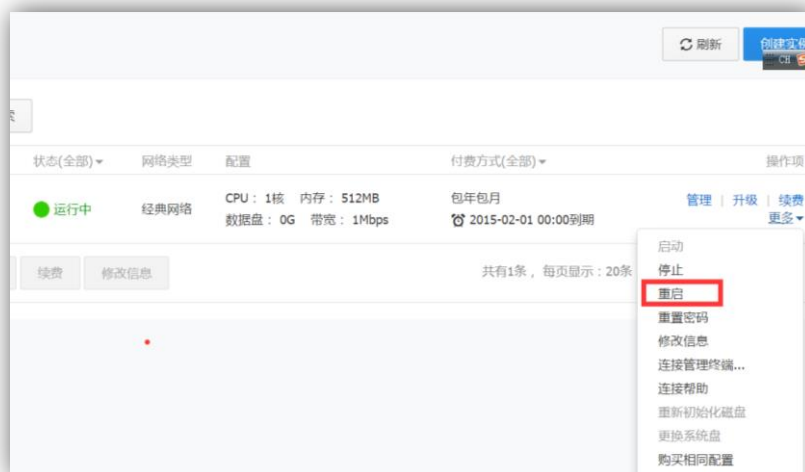 刷新
创建实例
CH
索
状态(全部) 网络类型 配置 付费方式(全部) 操作项
运行中 经典网络 CPU： 1核 内存： 512MB 包年包月 管理 | 升级 | 续费
数据盘： 0G 带宽： 1Mbps 2015-02-01 00:00到期 更多
续费 修改信息 共有1条， 每页显示：20条
启动
停止
重启
重置密码
修改信息
连接管理终端...
连接帮助
重新初始化磁盘
更换系统盘
购买相同配置